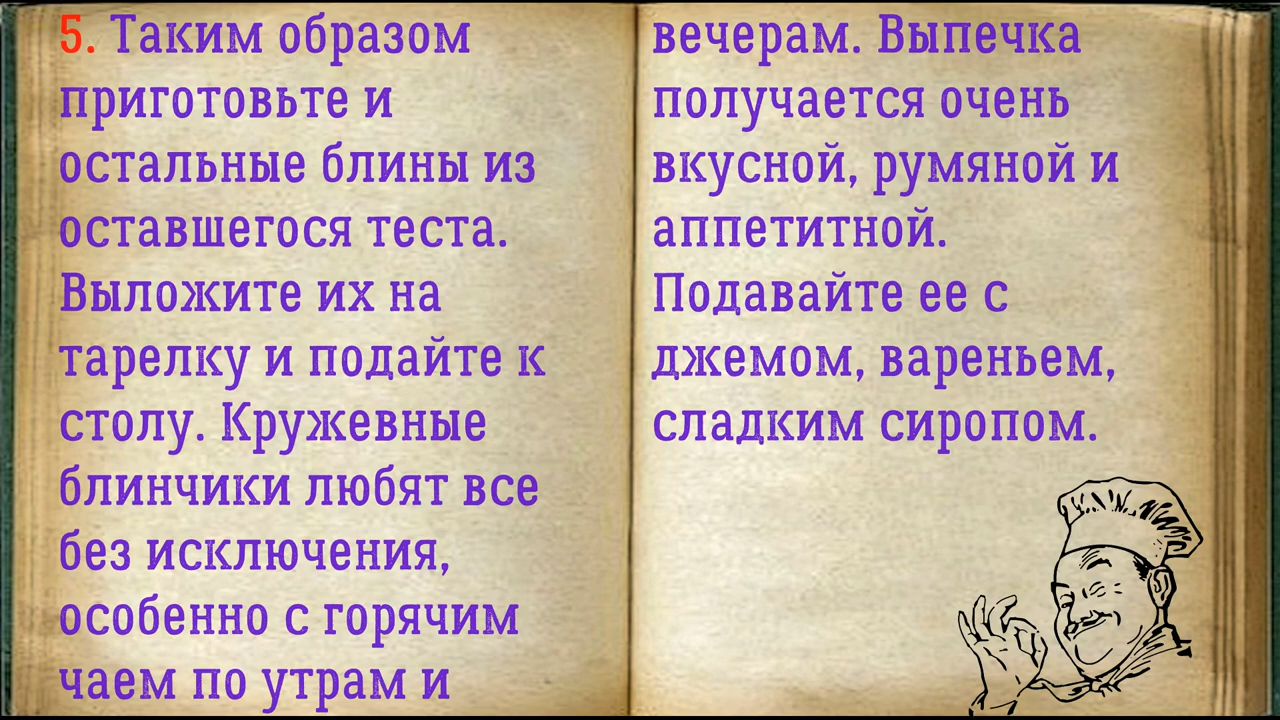 5. Таким образом
приготовьте и
остальные блины из
оставшегося теста.
Выложите их на
тарелку и подайте к
столу. Кружевные
блинчики любят все
без исключения,
особенно с горячим
чаем по утрам и
вечерам. Выпечка
получается очень
вкусной, румяной и
аппетитной.
Подавайте ее с
джемом, вареньем,
сладким сиропом.